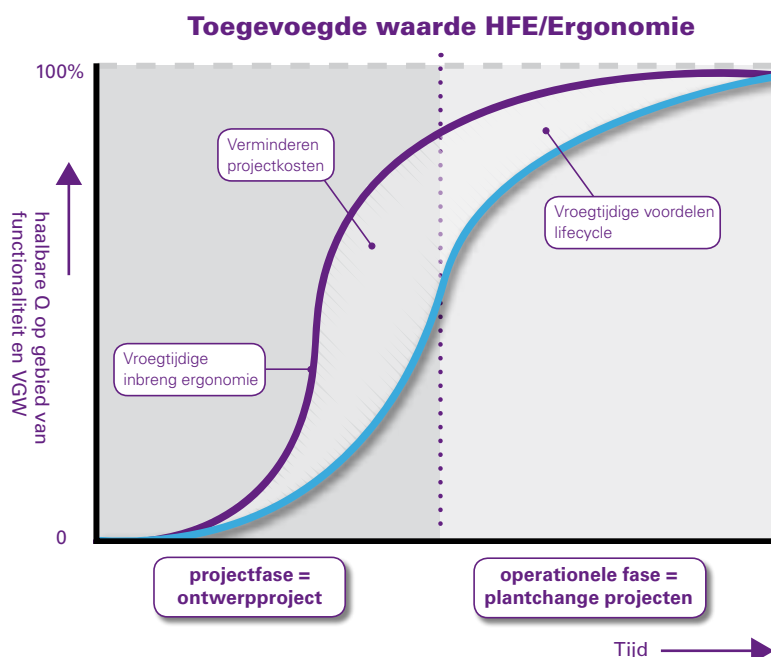 Toegevoegde waarde HFE/Ergonomie
100%
Verminderen
projectkosten
Vroegtijdige voordelen
lifecycle
haalbare Q op gebied van
functionaliteit en VGW
Vroegtijdige
inbreng ergonomie
0
projectfase =
ontwerpproject
operationele fase =
plantchange projecten
Tijd